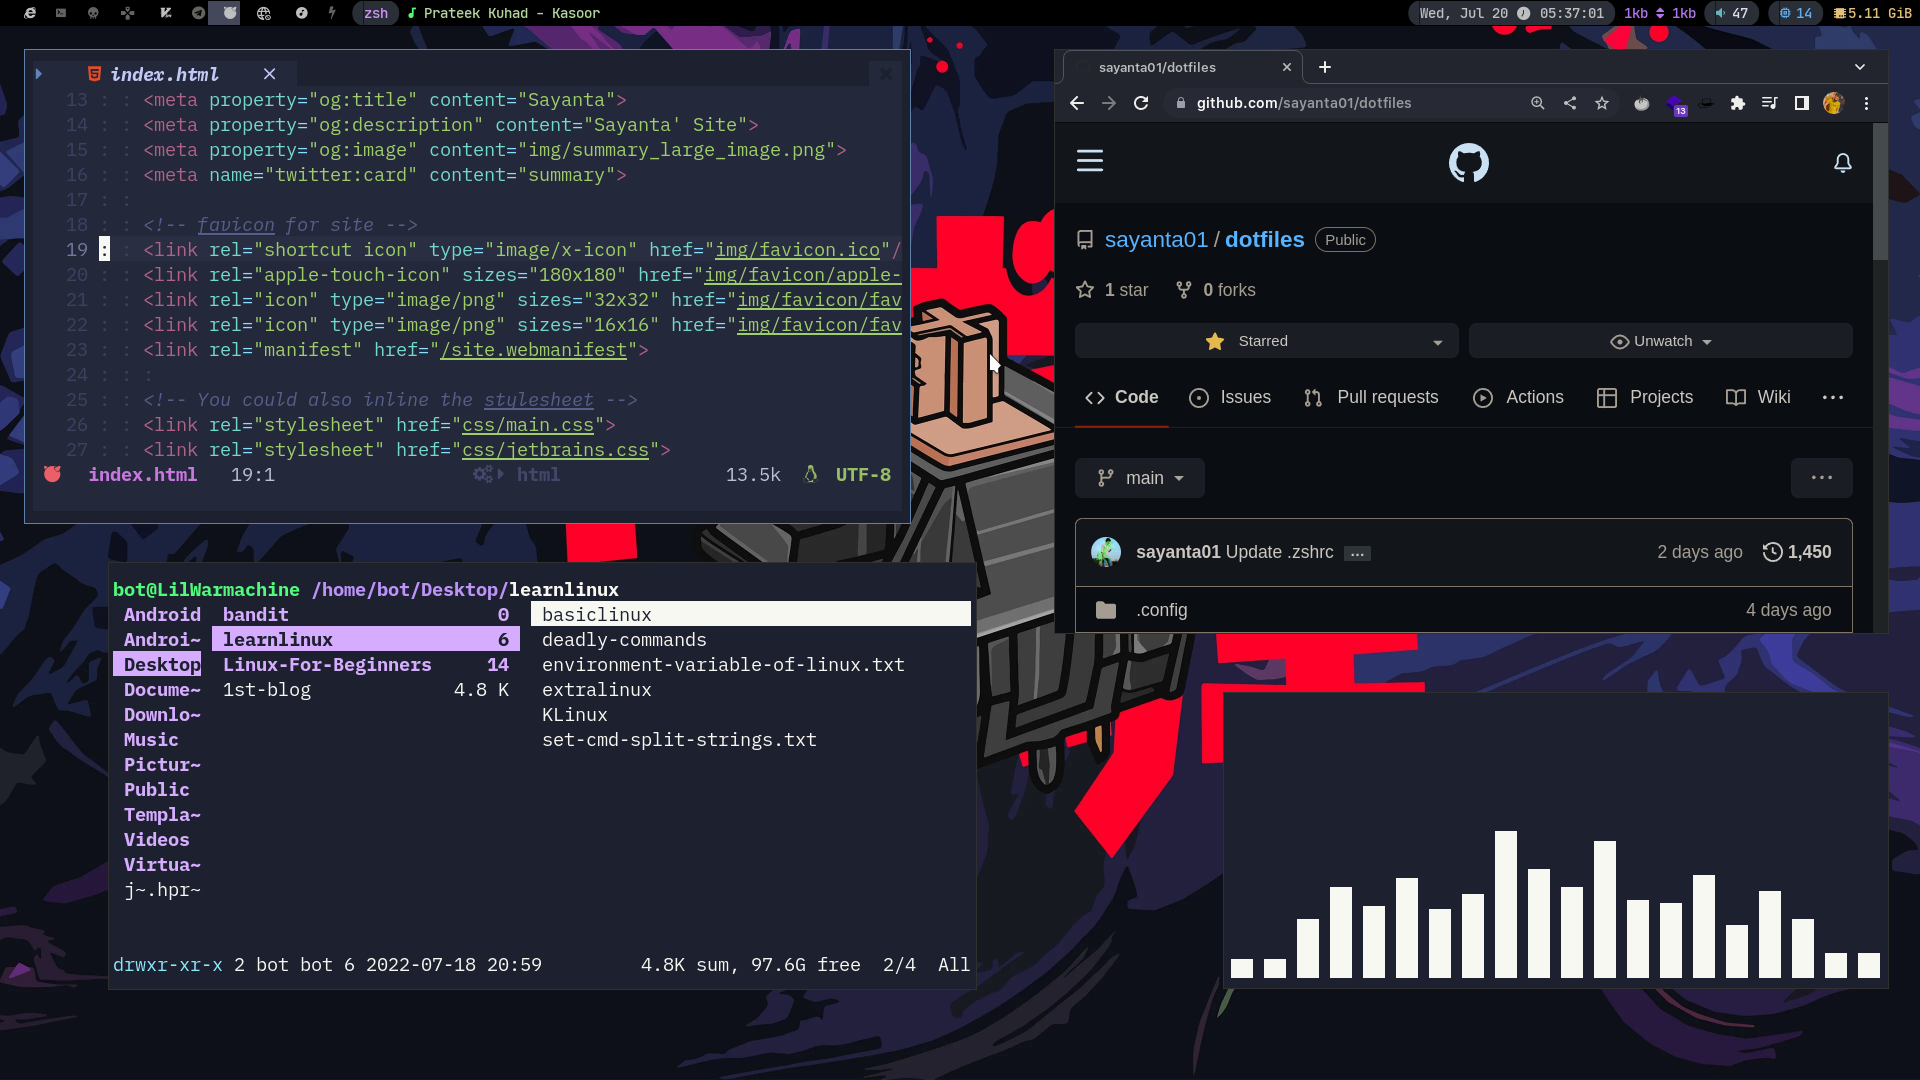 zsh
Prateek Kuhad - Kasoor
Wed, Jul 20 05:37:01
1kb 1kb
47
14
5.11 GiB
index.html
13 : : <meta property="og:title" content="Sayanta">
14 : : <meta property="og:description" content="Sayanta' Site">
15 : : <meta property="og:image" content="img/summary_large_image.png">
16 : : <meta name="twitter:card" content="summary">
17 : :
18 : : <!-- favicon for site -->
19 : : <link rel="shortcut icon" type="image/x-icon" href="img/favicon.ico"/
20 : : <link rel="apple-touch-icon" sizes="180x180" href="img/favicon/apple-
21 : : <link rel="icon" type="image/png" sizes="32x32" href="img/favicon/fav
22 : : <link rel="icon" type="image/png" sizes="16x16" href="img/favicon/fav
23 : : <link rel="manifest" href="/site.webmanifest">
24 : : :
25 : : <!-- You could also inline the stylesheet -->
26 : : <link rel="stylesheet" href="css/main.css">
27 : : <link rel="stylesheet" href="css/jetbrains.css">
index.html 19:1 html 13.5k UTF-8
sayanta01/dotfiles
github.com/sayanta01/dotfiles
13
sayanta01 / dotfiles Public
1 star 0 forks
Starred
Unwatch
Code Issues Pull requests Actions Projects Wiki ...
main
...
sayanta01 Update .zshrc ... 2 days ago 1,450
.config 4 days ago
bot@LilWarmachine /home/bot/Desktop/learnlinux
Android bandit 0 basiclinux
Androi~ learnlinux 6 deadly-commands
Desktop Linux-For-Beginners 14 environment-variable-of-linux.txt
Docume~ 1st-blog 4.8 K extralinux
Downlo~ KLinux
Music set-cmd-split-strings.txt
Pictur~
Public
Templa~
Videos
Virtua~
j~.hpr~
drwxr-xr-x 2 bot bot 6 2022-07-18 20:59 4.8K sum, 97.6G free 2/4 All